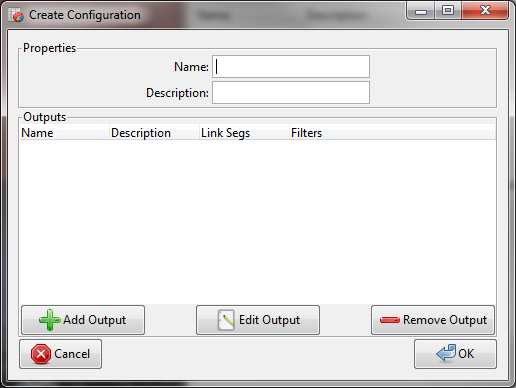 Create Configuration
Properties
Name:
Description:
Outputs
Name Description Link Segs Filters
Add Output Edit Output Remove Output
Cancel OK